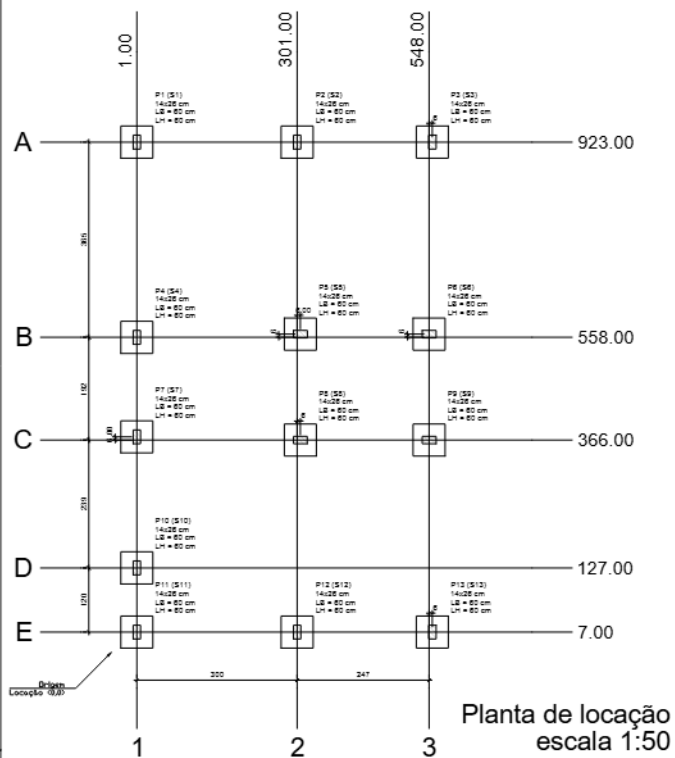 1.00
301.00
548.00
P1 (S1)
14x26 cm
LB = 60 cm
LH = 60 cm
P2 (S2)
14x26 cm
LB = 60 cm
LH = 60 cm
P3 (S3)
14x26 cm
LB = 60 cm
LH = 60 cm
6
A
923.00
365
P4 (S4)
14x26 cm
LB = 60 cm
LH = 60 cm
P5 (S5)
14x26 cm
LB = 60 cm
LH = 60 cm
P6 (S6)
14x26 cm
LB = 60 cm
LH = 60 cm
B
558.00
192
P7 (S7)
14x26 cm
LB = 60 cm
LH = 60 cm
P8 (S8)
14x26 cm
LB = 60 cm
LH = 60 cm
6
P9 (S9)
14x26 cm
LB = 60 cm
LH = 60 cm
C
366.00
239
P10 (S10)
14x26 cm
LB = 60 cm
LH = 60 cm
D
127.00
120
P11 (S11)
14x26 cm
LB = 60 cm
LH = 60 cm
P12 (S12)
14x26 cm
LB = 60 cm
LH = 60 cm
P13 (S13)
14x26 cm
LB = 60 cm
LH = 60 cm
6
E
7.00
Origem
Locação (0,0)
300
247
1
2
3
Planta de locação
escala 1:50